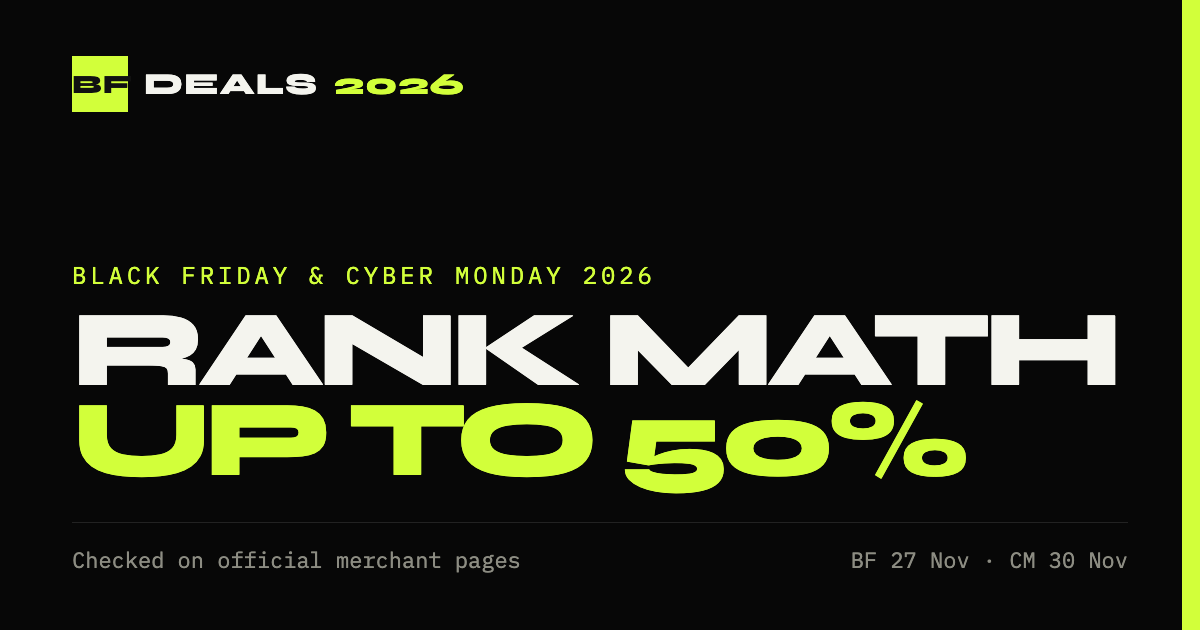 BF DEALS 2026
BLACK FRIDAY & CYBER MONDAY 2026
RANK MATH
UP TO 50%
Checked on official merchant pages
BF 27 Nov · CM 30 Nov